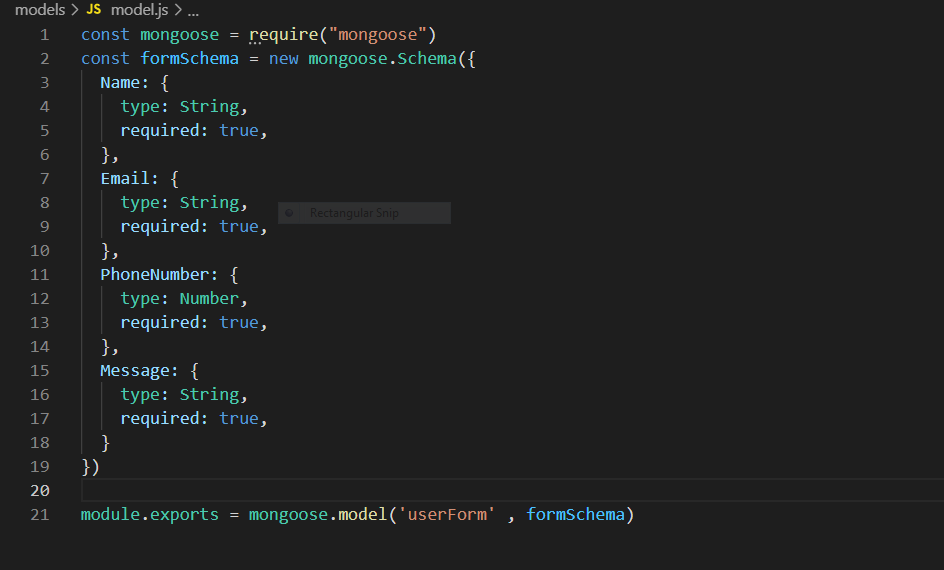 models > JS model.js > ...
1 const mongoose = require("mongoose")
2 const formSchema = new mongoose.Schema({
3 Name: {
4 type: String,
5 required: true,
6 },
7 Email: {
8 type: String,
Rectangular Snip
9 required: true,
10 },
11 PhoneNumber: {
12 type: Number,
13 required: true,
14 },
15 Message: {
16 type: String,
17 required: true,
18 }
19 })
20
21 module.exports = mongoose.model('userForm' , formSchema)